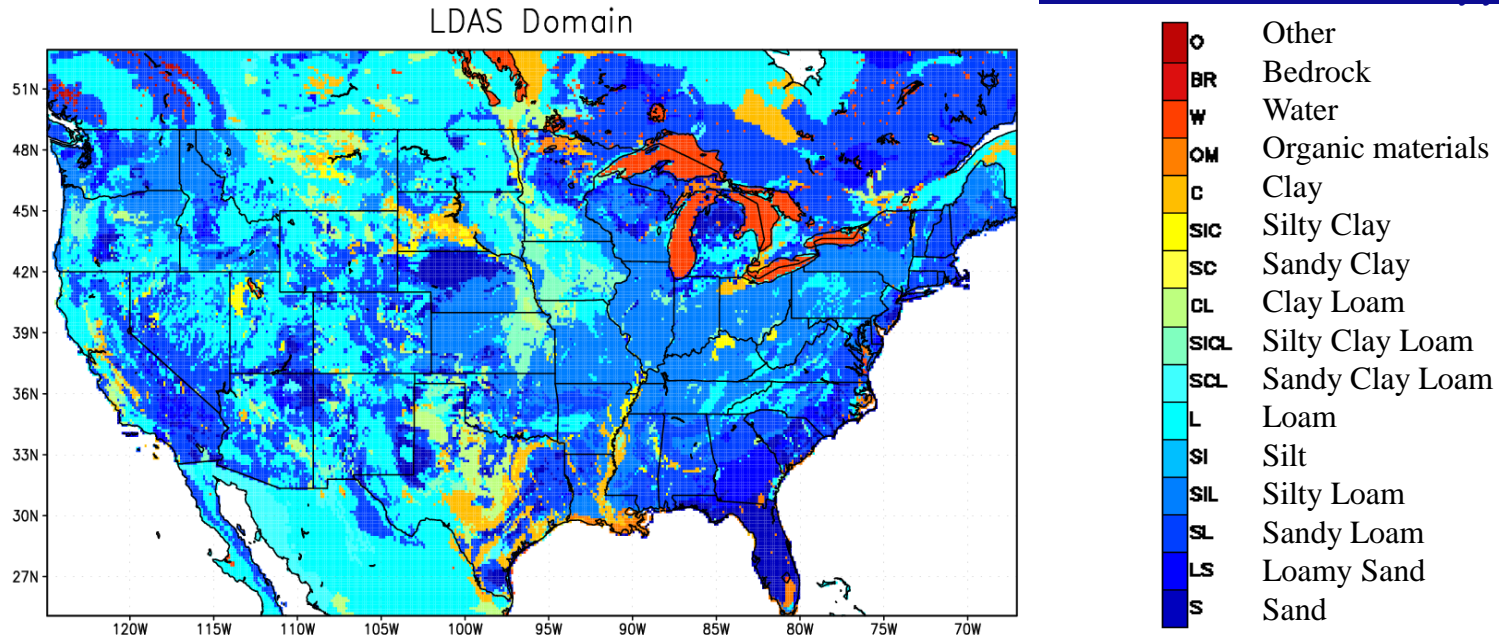 LDAS Domain
51N
48N
45N
42N
39N
36N
33N
30N
27N
120W 115W 110W 105W 100W 95W 90W 85W 80W 75W 70W
O Other
BR Bedrock
W Water
OM Organic materials
C Clay
SIC Silty Clay
SC Sandy Clay
CL Clay Loam
SICL Silty Clay Loam
SCL Sandy Clay Loam
L Loam
SI Silt
SIL Silty Loam
SL Sandy Loam
LS Loamy Sand
S Sand